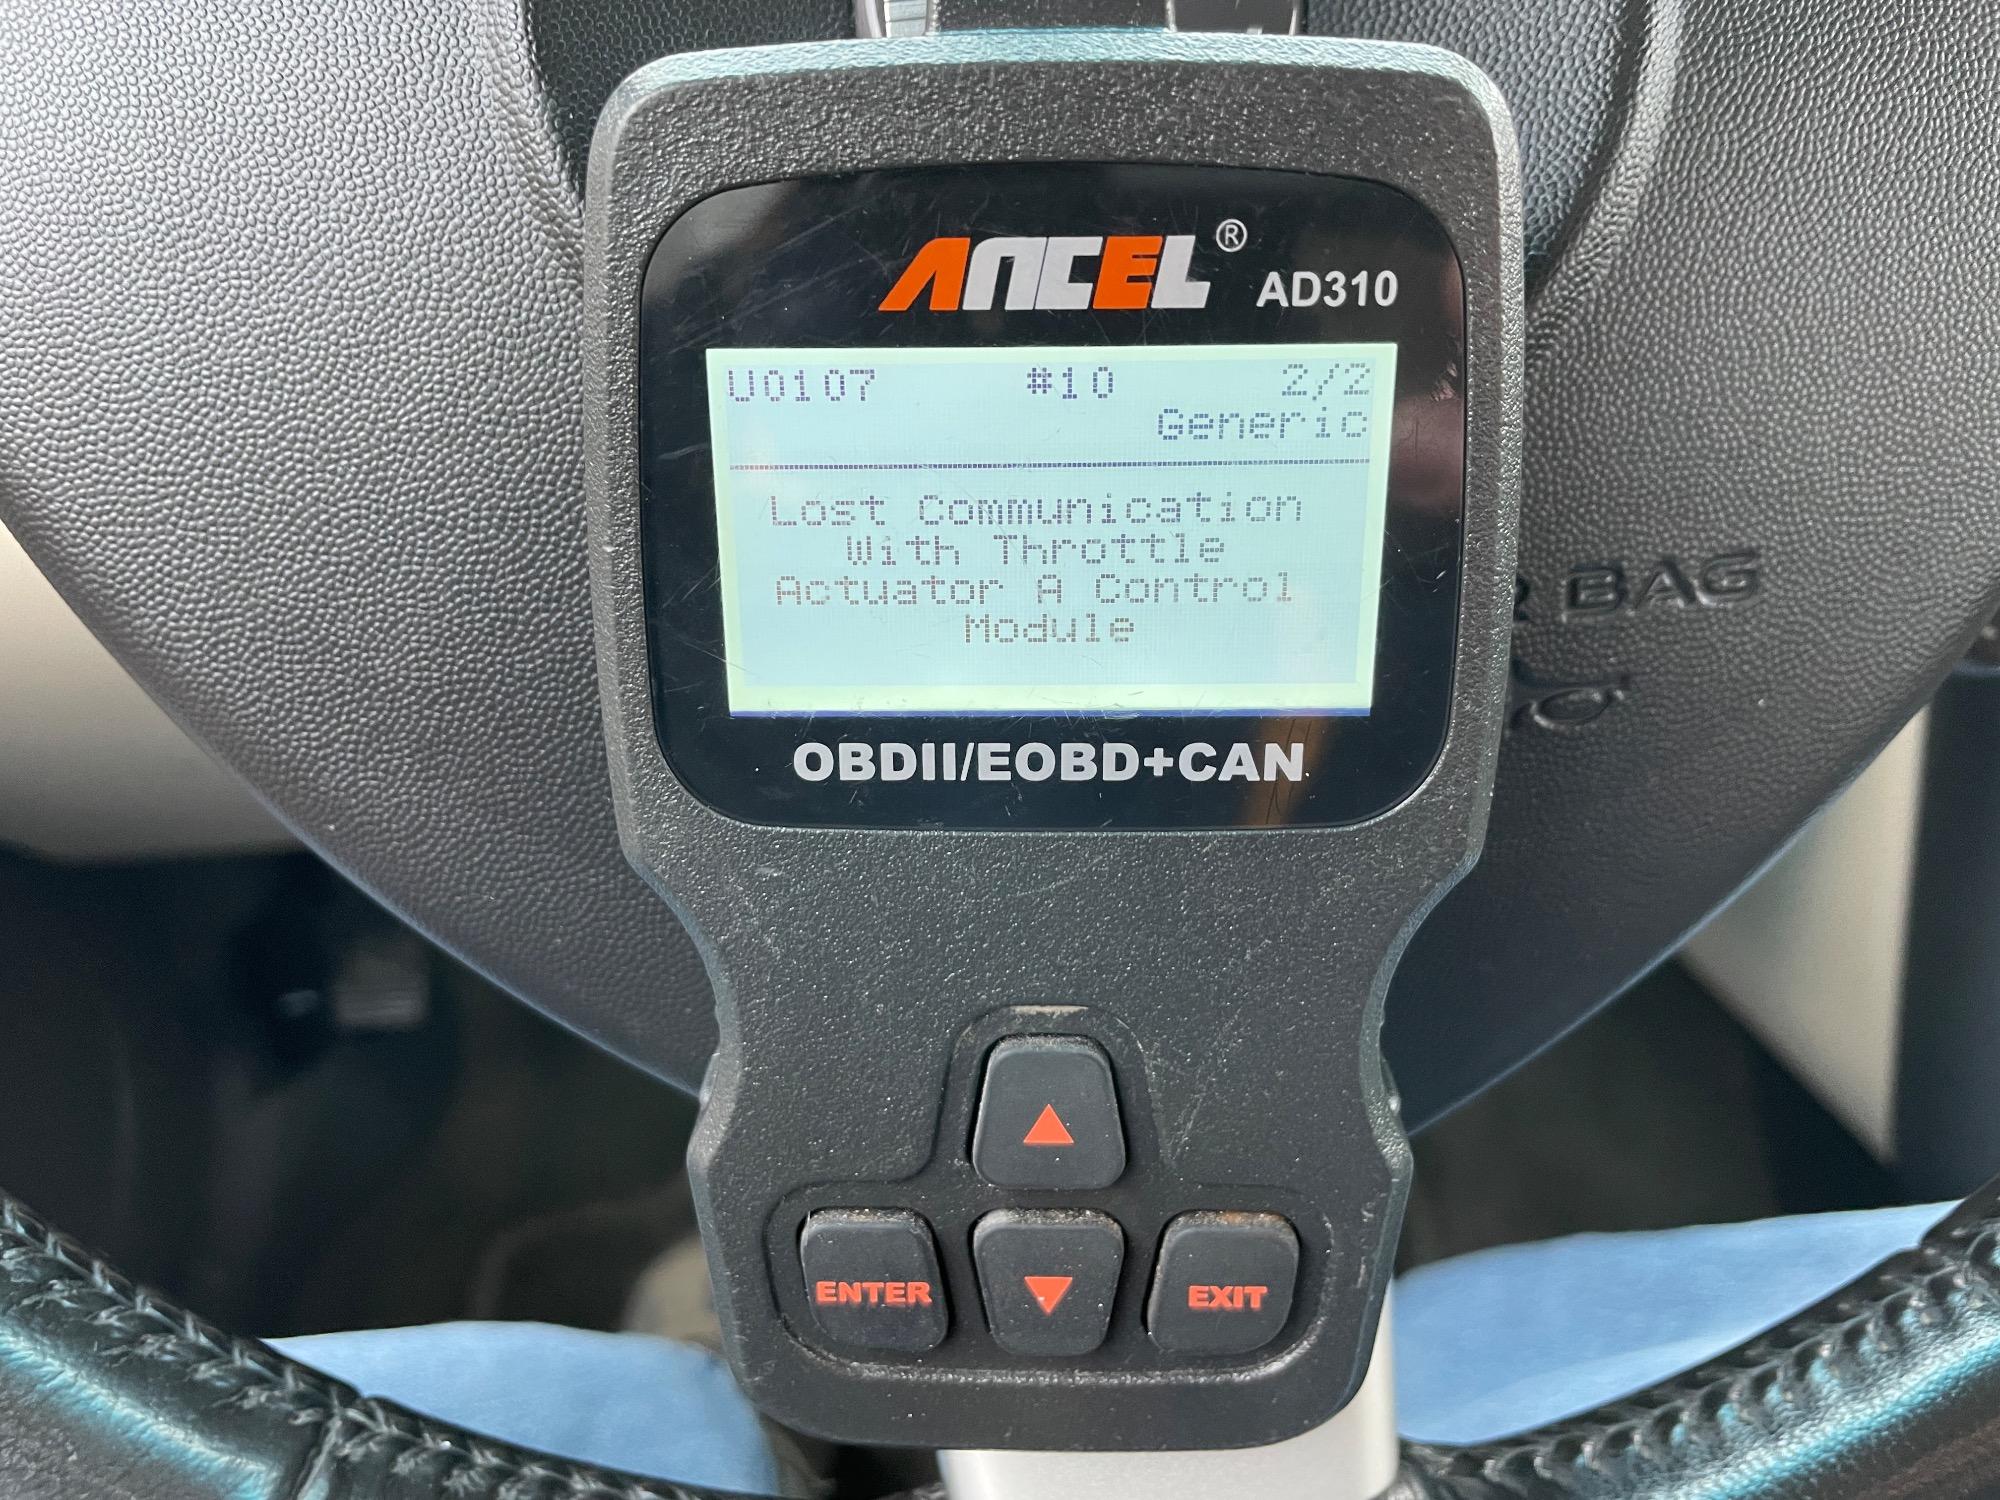 ANCEL® AD310
U0107 #10 2/2
Generic
Lost Communication
With Throttle
Actuator A Control
Module
OBDII/EOBD+CAN
BAG
ENTER
EXIT